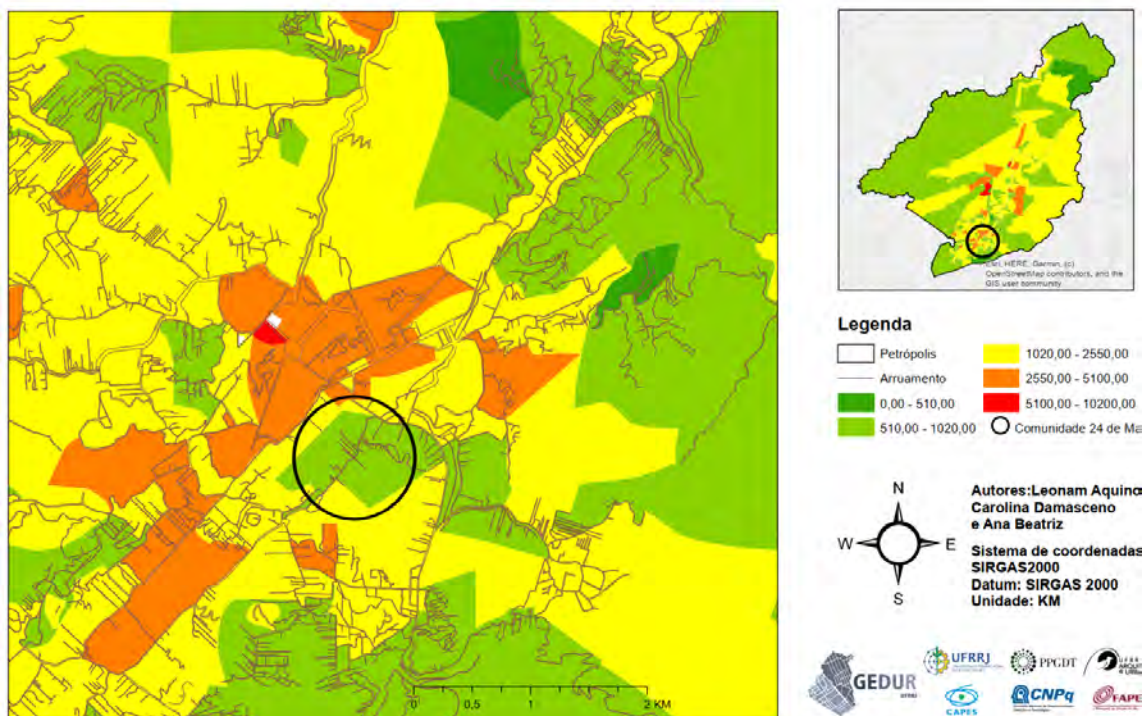 Esri, HERE, Garmin, (c)
OpenStreetMap contributors, and the
GIS user community
Legenda
Petrópolis
Arruamento
0,00 - 510,00
510,00 - 1020,00
1020,00 - 2550,00
2550,00 - 5100,00
5100,00 - 10200,00
Comunidade 24 de Ma
N
W
E
S
Autores:Leonam Aquino
Carolina Damasceno
e Ana Beatriz
Sistema de coordenadas
SIRGAS2000
Datum: SIRGAS 2000
Unidade: KM
0 0,5 1 2 KM
GEDUR
UFRRJ
UFRRJ
PPGDT
CAPES
CNPq
FAPE